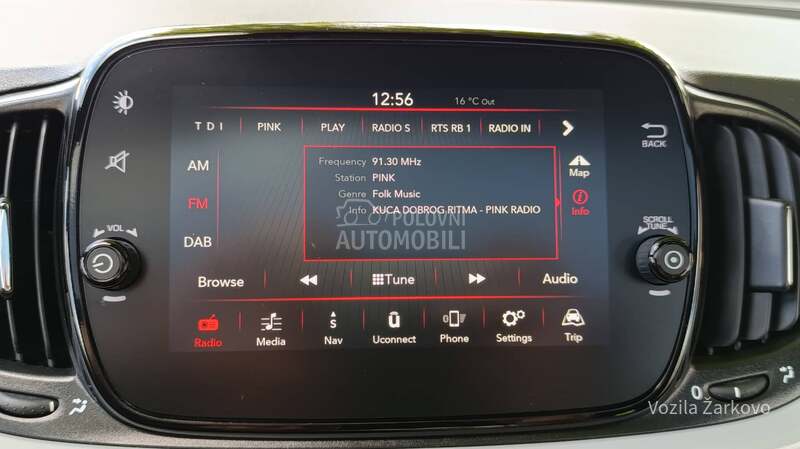 12:56 16 °C Out
T D I PINK PLAY RADIO S RTS RB 1 RADIO IN
BACK
AM
FM
DAB
Frequency 91.30 MHz
Station PINK
Genre Folk Music
Info KUCA DOBROG RITMA - PINK RADIO
Map
Info
POLOVNI
AUTOMOBILI
VOL
SCROLL
TUNE
Browse Tune Audio
Radio Media Nav Uconnect Phone Settings Trip
S
0
Vozila Žarkovo